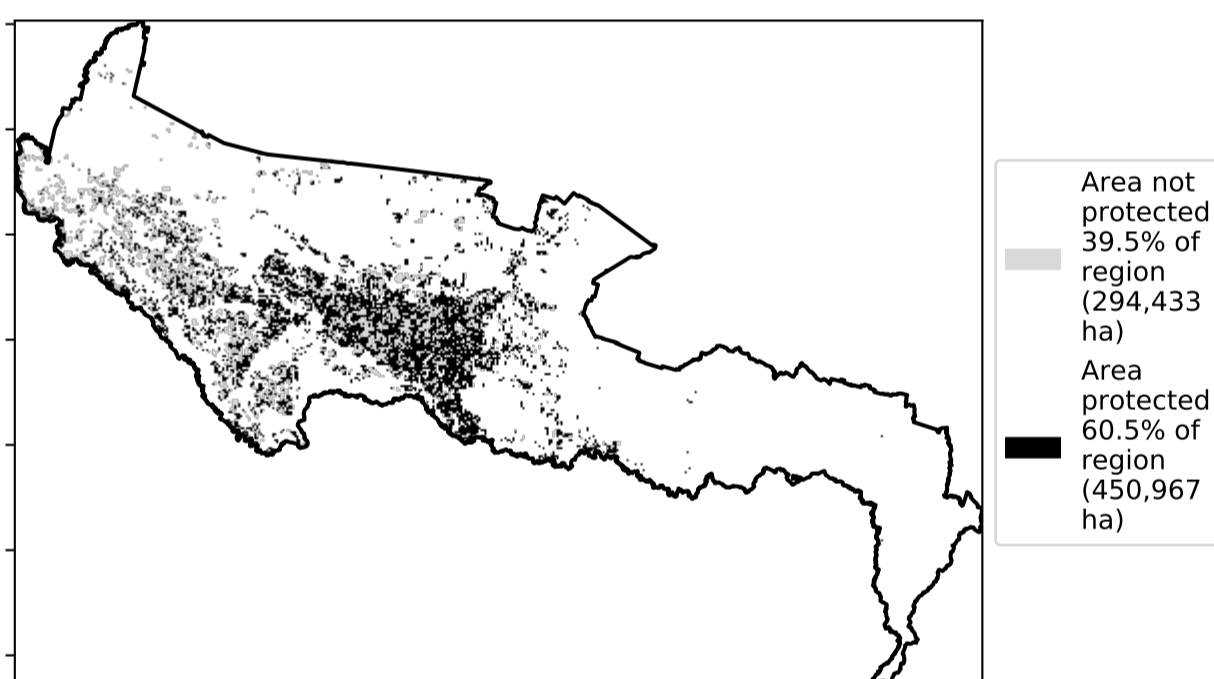 Area not
protected
39.5% of
region
(294,433
ha)
Area
protected
60.5% of
region
(450,967
ha)